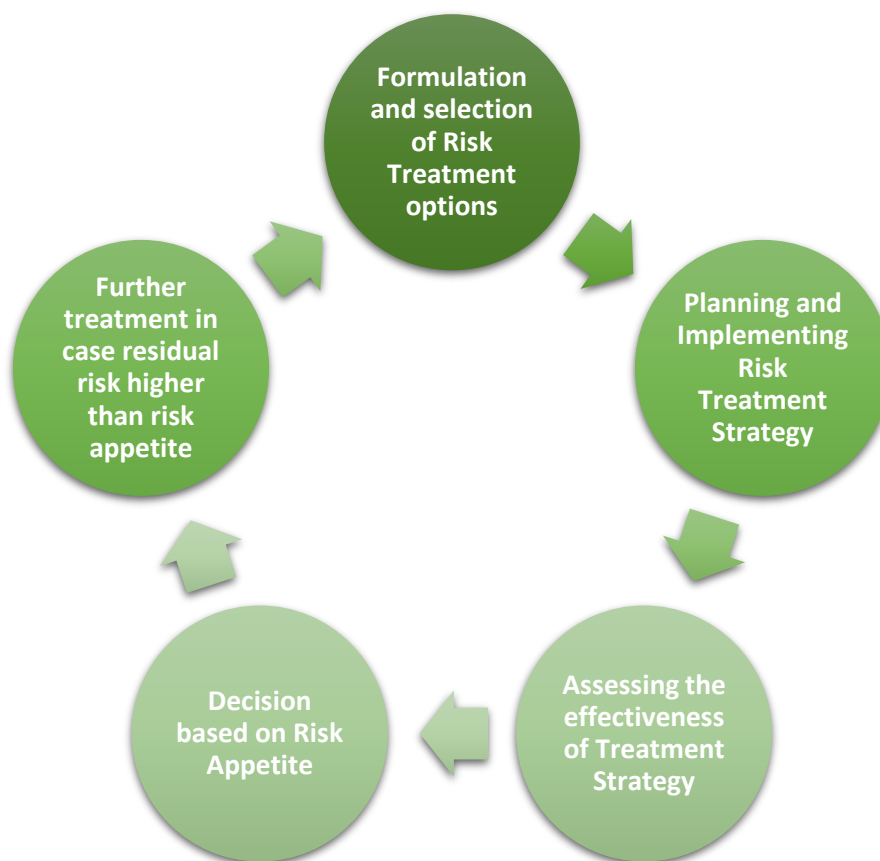 Formulation
and selection
of Risk
Treatment
options
Planning and
Implementing
Risk
Treatment
Strategy
Assessing the
effectiveness
of Treatment
Strategy
Decision
based on Risk
Appetite
Further
treatment in
case residual
risk higher
than risk
appetite